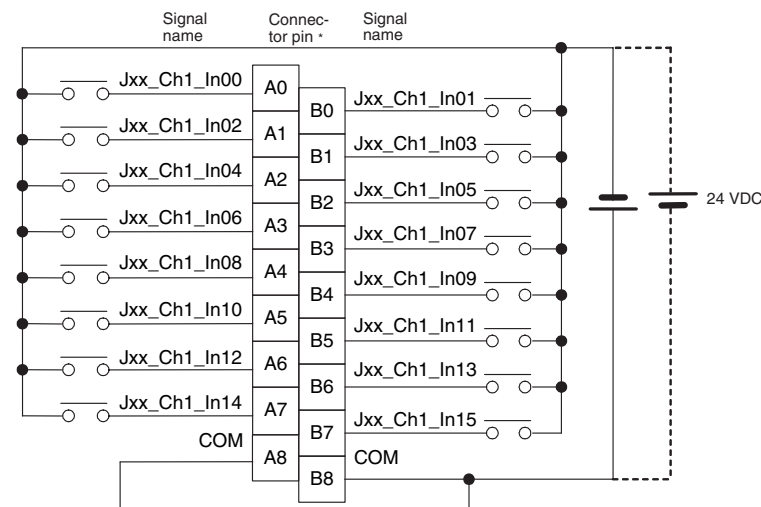 Signal name
Connec-
tor pin *
Signal name
Jxx_Ch1_In00
A0
B0
Jxx_Ch1_In01
Jxx_Ch1_In02
A1
B1
Jxx_Ch1_In03
Jxx_Ch1_In04
A2
B2
Jxx_Ch1_In05
24 VDC
Jxx_Ch1_In06
A3
B3
Jxx_Ch1_In07
Jxx_Ch1_In08
A4
B4
Jxx_Ch1_In09
Jxx_Ch1_In10
A5
B5
Jxx_Ch1_In11
Jxx_Ch1_In12
A6
B6
Jxx_Ch1_In13
Jxx_Ch1_In14
A7
B7
Jxx_Ch1_In15
COM
A8
B8
COM